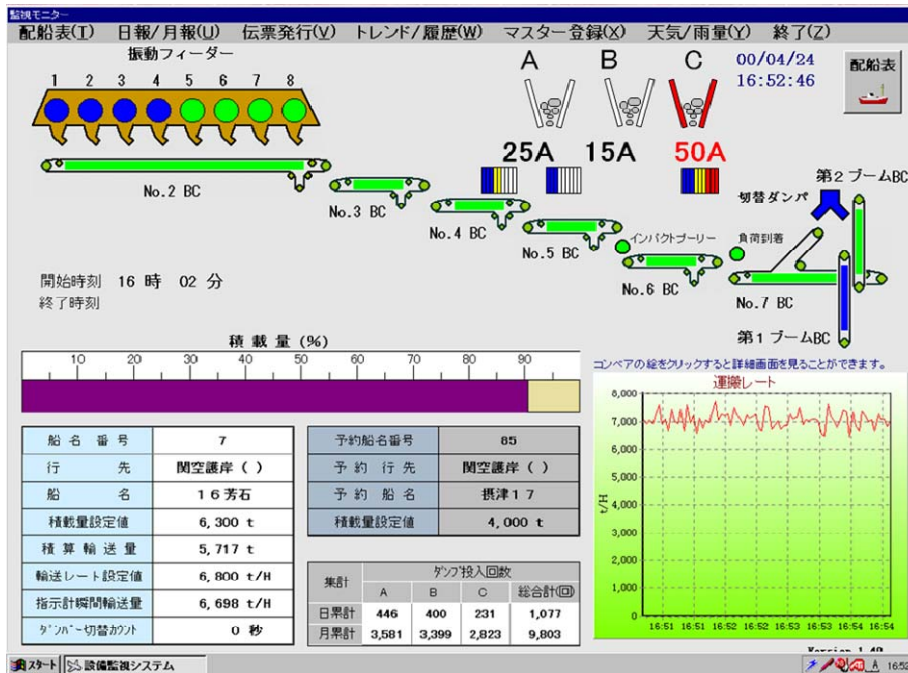 監視モニター
配船表(T) 日報/月報(U) 伝票発行(V) トレンド/履歴(W) マスター登録(X) 天気/雨量(Y) 終了(Z)
振動フィーダー
1 2 3 4 5 6 7 8
A B C
00/04/24
16:52:46
配船表
25A 15A 50A
No.2 BC
No.3 BC
No.4 BC
No.5 BC
インパクトゴーリー
No.6 BC
負荷到着
No.7 BC
切替ダンパ
第2 ブームBC
第1 ブームBC
開始時刻 16 時 02 分
終了時刻
積載量(%)
10 20 30 40 50 60 70 80 90
コンベアの絵をクリックすると詳細画面を見ることができます。
船名番号 7
行先 関空護岸 ( )
船名 16芳石
積載量設定値 6,300 t
積算輸送量 5,717 t
輸送レート設定値 6,800 t/H
指示計瞬間輸送量 6,698 t/H
ダンパー切替カウント 0 秒
予約船名番号 85
予約行先 関空護岸 ( )
予約船名 摂津17
積載量設定値 4,000 t
集計 ダンプ投入回数
A B C 総合計(回)
日累計 446 400 231 1,077
月累計 3,581 3,399 2,823 9,803
運搬レート
t/H
8,000
7,000
6,000
5,000
4,000
3,000
2,000
1,000
0
16:51 16:51 16:52 16:52 16:52 16:53 16:53 16:54 16:54
Version 1.40
スタート 設備監視システム
A 16:53